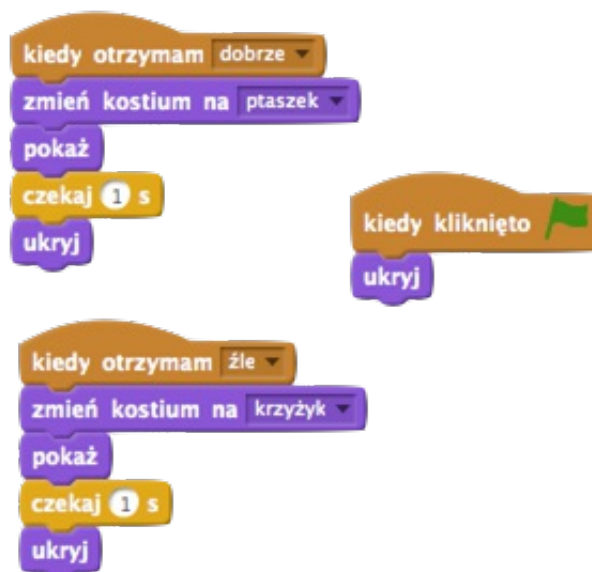 kiedy otrzymam dobrze
zmień kostium na ptaszek
pokaż
czekaj 1 s
ukryj
kiedy kliknięto
ukryj
kiedy otrzymam źle
zmień kostium na krzyżyk
pokaż
czekaj 1 s
ukryj